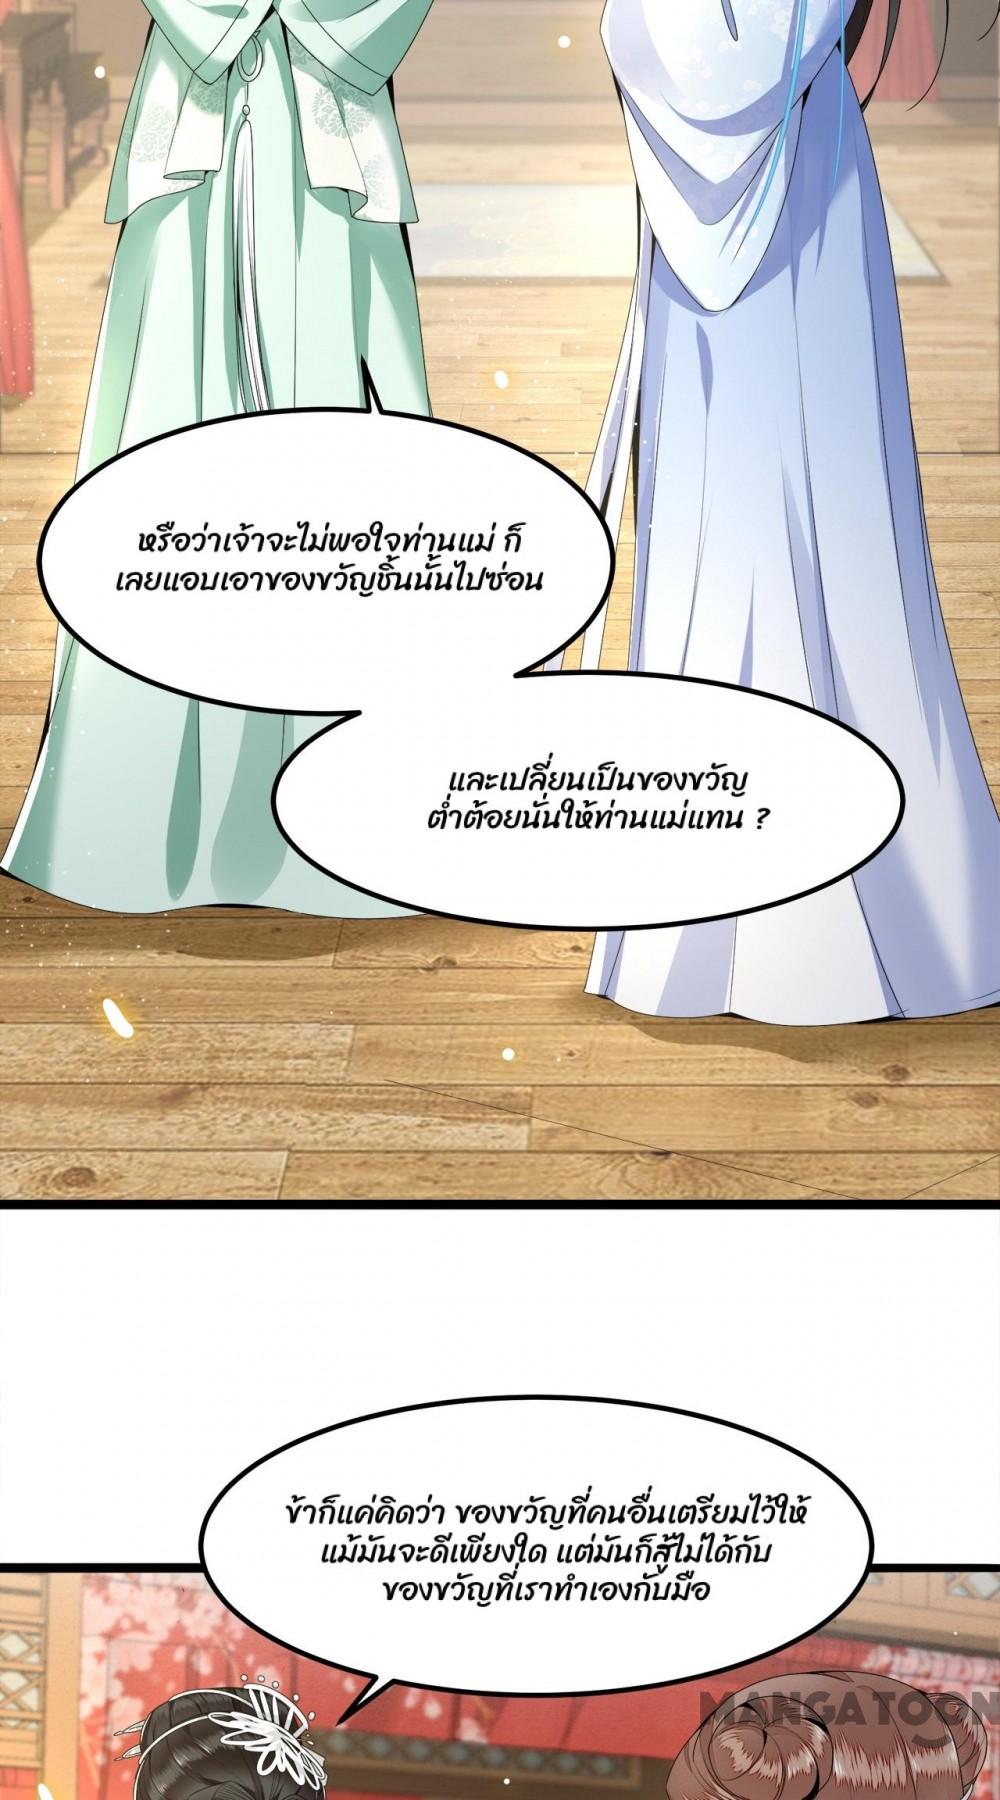 หรือว่าเจ้าจะไม่พอใจท่านแม่ ก็
เลยแอบเอาของขวัญชิ้นนั้นไปซ่อน
และเปลี่ยนเป็นของขวัญ
ต่ำต้อยนั่นให้ท่านแม่แทน ?
ข้าก็แค่คิดว่า ของขวัญที่คนอื่นเตรียมไว้ให้
แม้มันจะดีเพียงใด แต่มันก็สู้ไม่ได้กับ
ของขวัญที่เราทำเองกับมือ
MANGATOON